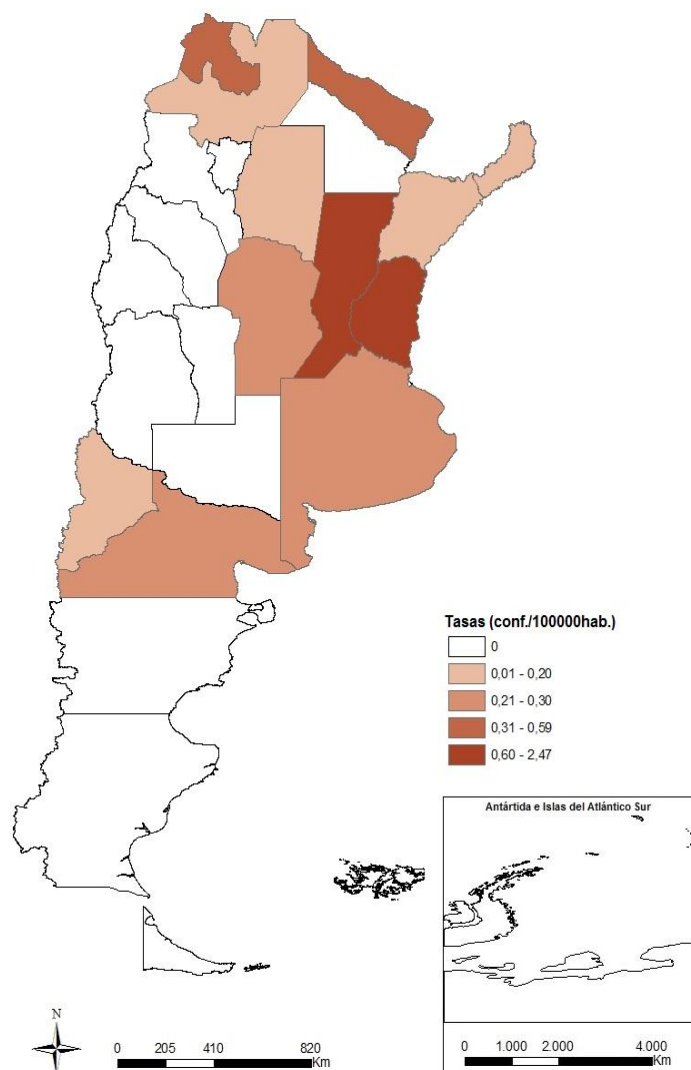 Tasas (conf./100000hab.)
0
0,01 - 0,20
0,21 - 0,30
0,31 - 0,59
0,60 - 2,47
Antártida e Islas del Atlántico Sur
N
0 205 410 820
Km
0 1.000 2.000 4.000
Km